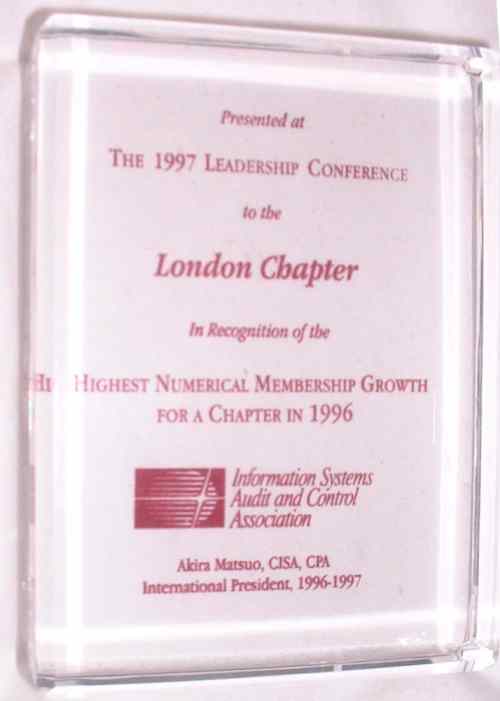 Presented at
THE 1997 LEADERSHIP CONFERENCE
to the
London Chapter
In Recognition of the
HIGHEST NUMERICAL MEMBERSHIP GROWTH
FOR A CHAPTER IN 1996
Information Systems
Audit and Control
Association
Akira Matsuo, CISA, CPA
International President, 1996-1997